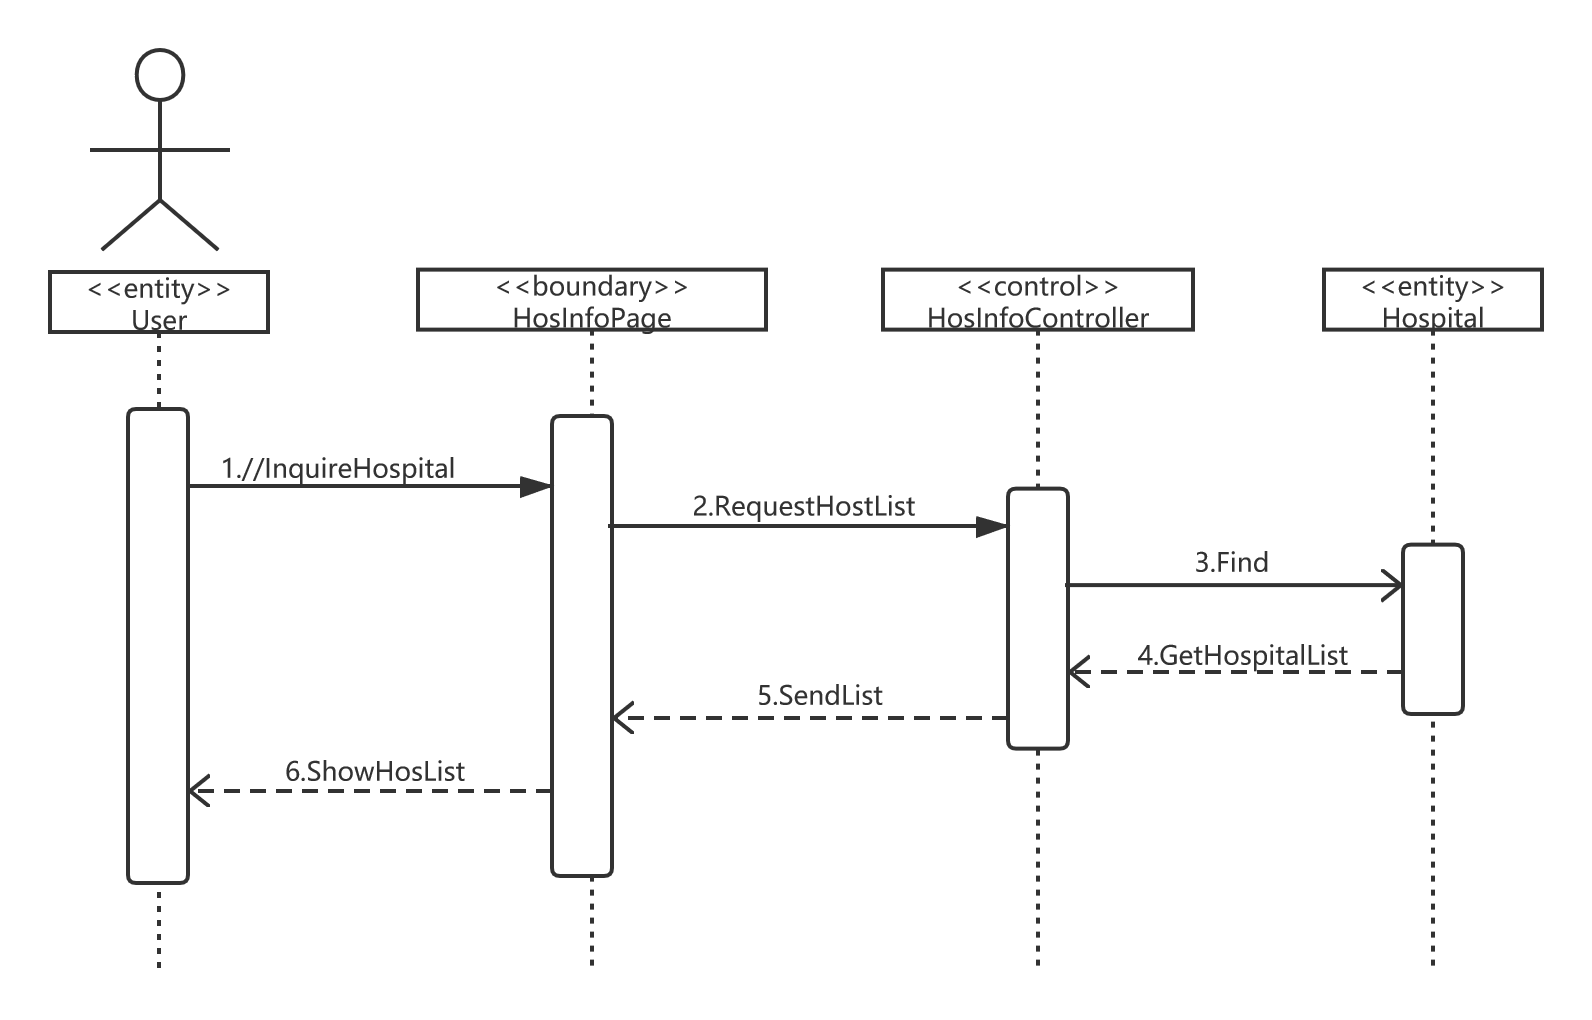 <<entity>>
User
<<boundary>>
HosInfoPage
<<control>>
HosInfoController
<<entity>>
Hospital
1.//InquireHospital
2.RequestHostList
3.Find
4.GetHospitalList
5.SendList
6.ShowHosList